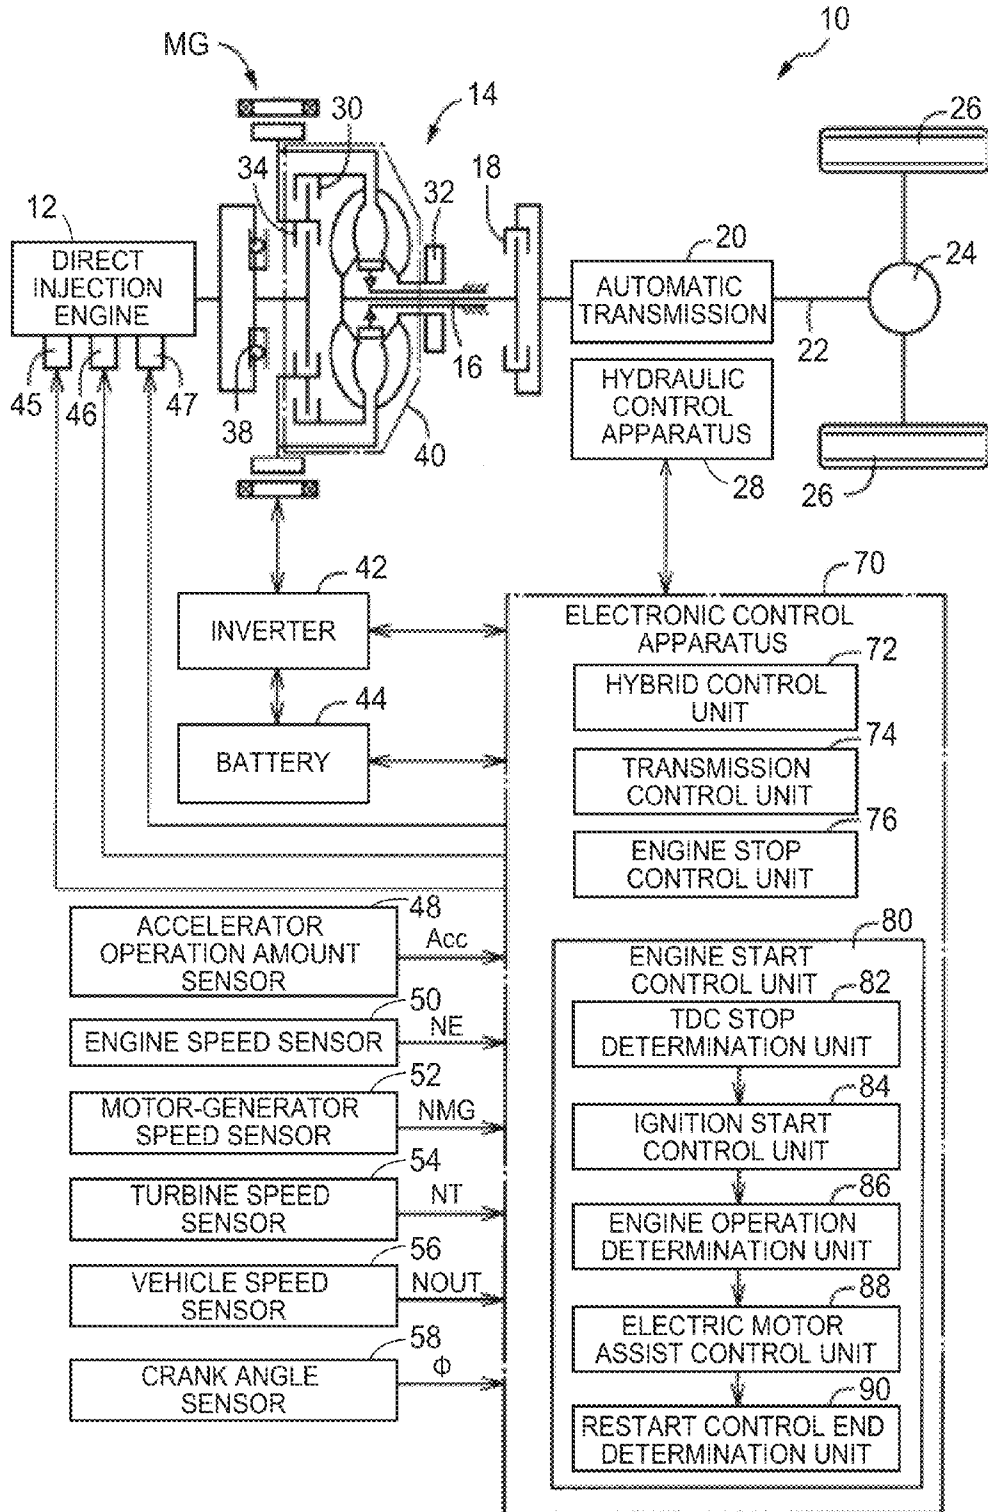 10
MG
14
26
30
34
18
32
12
20
24
DIRECT
INJECTION
ENGINE
AUTOMATIC
TRANSMISSION
16
22
45
46
47
38
40
HYDRAULIC
CONTROL
APPARATUS
28
26
42
INVERTER
44
BATTERY
70
ELECTRONIC CONTROL
APPARATUS
72
HYBRID CONTROL
UNIT
74
TRANSMISSION
CONTROL UNIT
76
ENGINE STOP
CONTROL UNIT
48
ACCELERATOR
OPERATION AMOUNT
SENSOR
Acc
50
ENGINE SPEED SENSOR
NE
52
MOTOR-GENERATOR
SPEED SENSOR
NMG
54
TURBINE SPEED
SENSOR
NT
56
VEHICLE SPEED
SENSOR
NOUT
58
CRANK ANGLE
SENSOR
Φ
80
ENGINE START
CONTROL UNIT
82
TDC STOP
DETERMINATION UNIT
84
IGNITION START
CONTROL UNIT
86
ENGINE OPERATION
DETERMINATION UNIT
88
ELECTRIC MOTOR
ASSIST CONTROL UNIT
90
RESTART CONTROL END
DETERMINATION UNIT